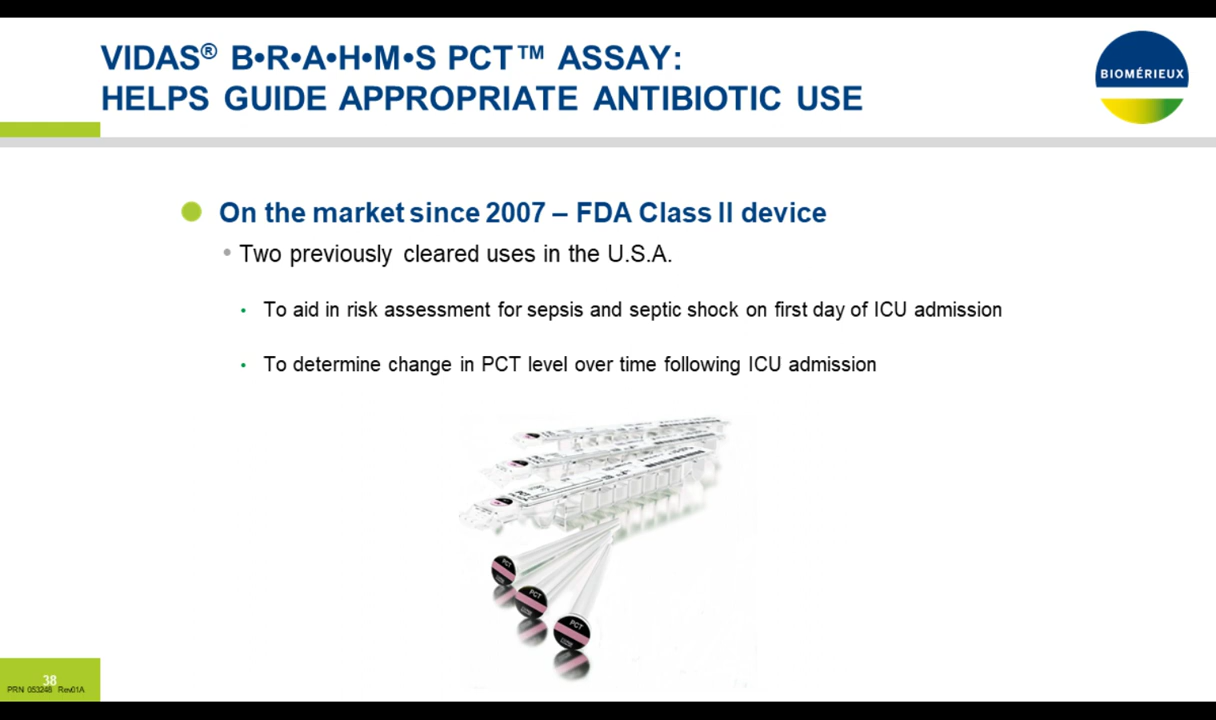 VIDAS® B•R•A•H•M•S PCT™ ASSAY:
HELPS GUIDE APPROPRIATE ANTIBIOTIC USE
BIOMÉRIEUX
On the market since 2007 – FDA Class II device
Two previously cleared uses in the U.S.A.
To aid in risk assessment for sepsis and septic shock on first day of ICU admission
To determine change in PCT level over time following ICU admission
PCT
PCT
PCT
PCT
38
PRN 053248 Rev01A